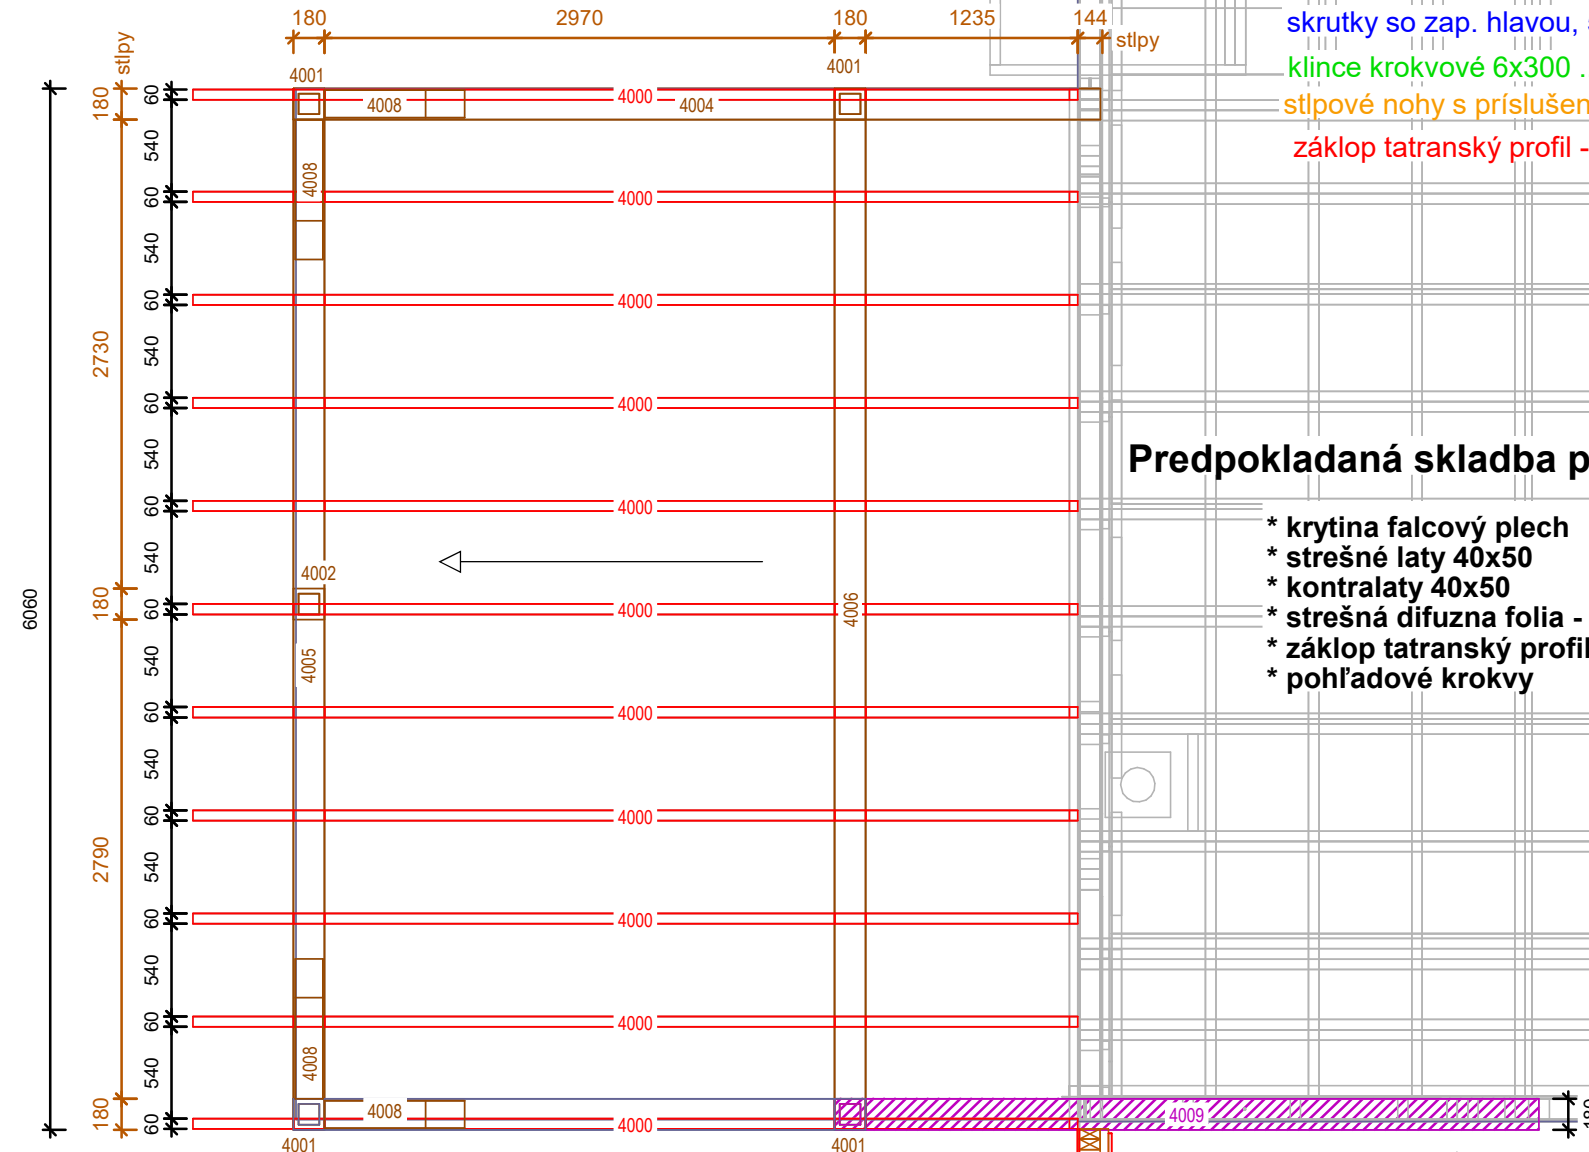 180 2970 180 1235 144
stlpy
stlpy
skrutky so zap. hlavou,
klince krokvové 6x300 .
stlpové nohy s príslušen
základop tatranský profil -
4001 4001
180 60 4008 4000 4004
540
4008
60 4000
540
60 4000
2730 540
60 4000
540
60 4000
Predpokladaná skladba p
* krytina falcový plech
* strešné laty 40x50
* kontralaty 40x50
* strešná difuzna folia -
* záklop tatranský profil
* pohľadové krokvy
540
4002
6060 180 60 4000 4006
540 4005
60 4000
540
60 4000
2790 540
60 4000
540
60 4000
540 4008
180 60 4008 4000 4009 180
4001 4001